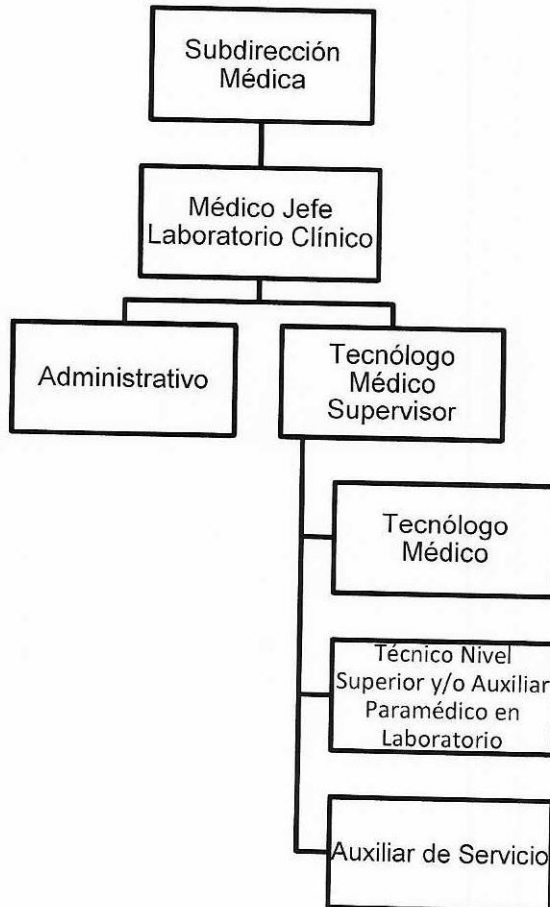 Subdirección
Médica
Médico Jefe
Laboratorio Clínico
Administrativo
Tecnólogo
Médico
Supervisor
Tecnólogo
Médico
Técnico Nivel
Superior y/o Auxiliar
Paramédico en
Laboratorio
Auxiliar de Servicio